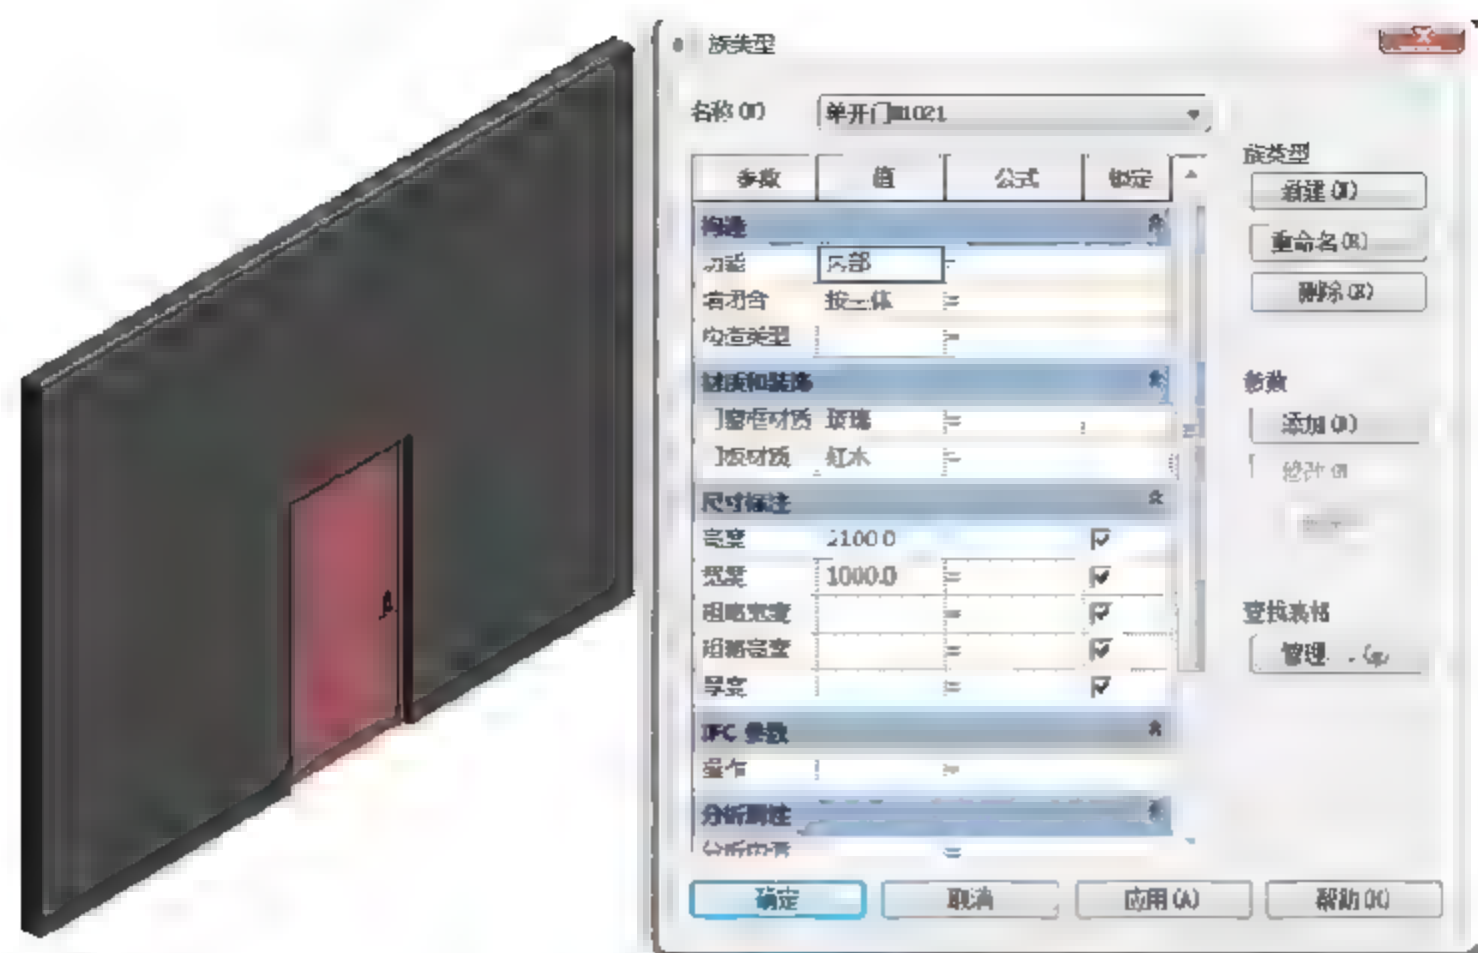 族类型
名称(N)
单开门M1021
参数 值 公式 锁定
构造
功能 内部 =
墙闭合 按主体 =
构造类型 =
材质和装饰
门窗框材质 玻璃 =
门板材质 红木 =
尺寸标注
高度 2100.0
宽度 1000.0 =
粗略宽度 =
粗略高度 =
厚度 =
IFC 参数
操作 =
分析属性
=
族类型
新建(N)
重命名(R)
删除(E)
参数
添加(D)
修改
查找表格
管理
确定 取消 应用(A) 帮助(H)